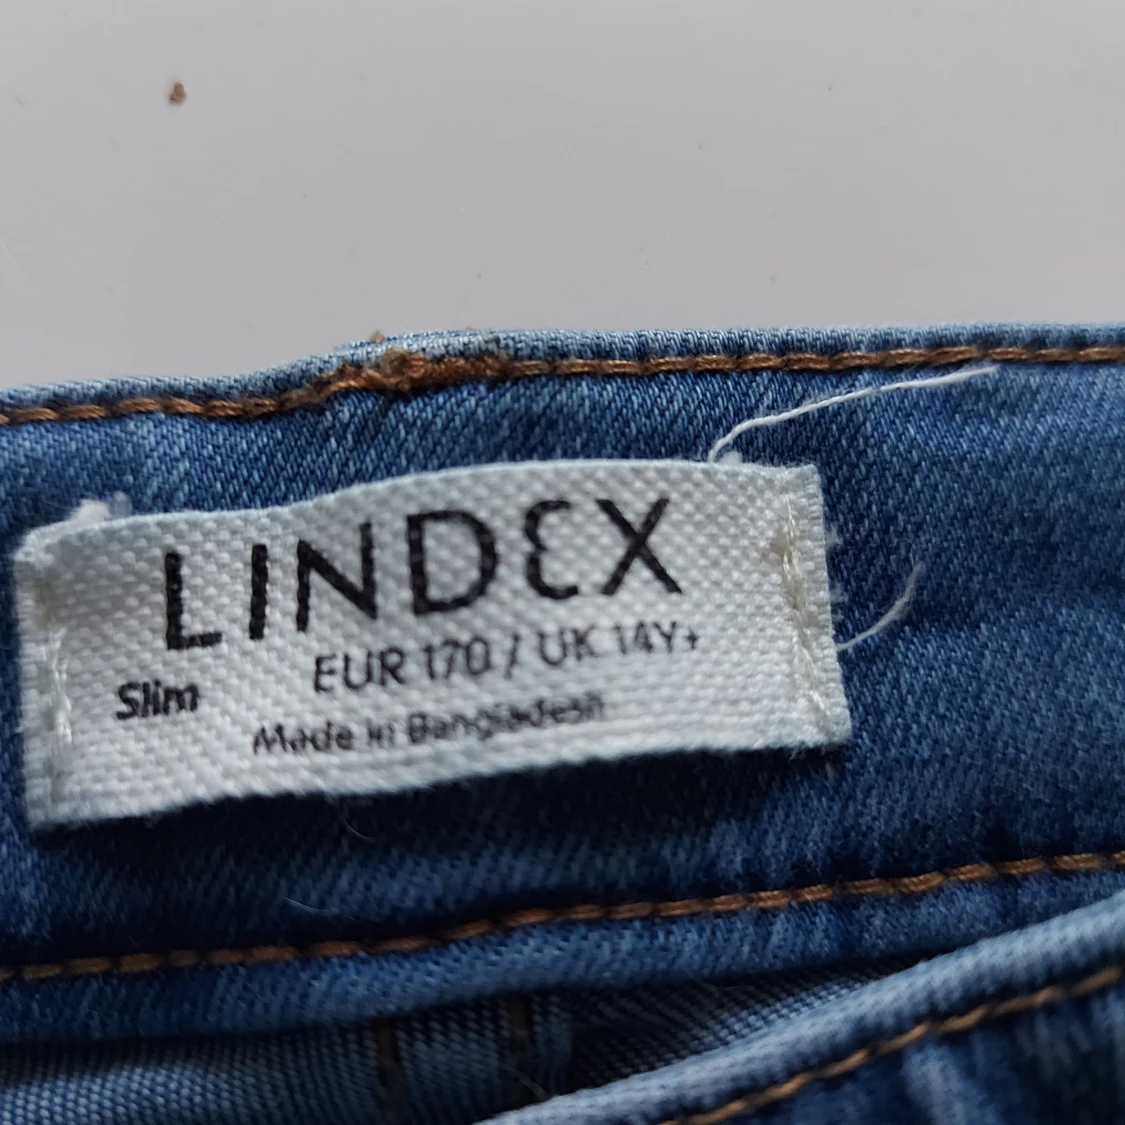 LINDEX
EUR 170 / UK 14Y+
Slim
Made in Bangladesh